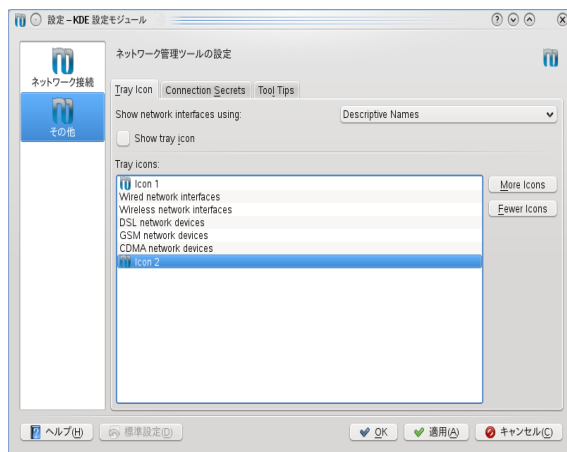 設定 – KDE 設定モジュール
ネットワーク接続
その他
ネットワーク管理ツールの設定
Tray Icon
Connection Secrets
Tool Tips
Show network interfaces using:
Descriptive Names
Show tray icon
Tray icons:
Icon 1
Wired network interfaces
Wireless network interfaces
DSL network devices
GSM network devices
CDMA network devices
Icon 2
More Icons
Fewer Icons
ヘルプ(H)
標準設定(D)
OK
適用(A)
キャンセル(C)